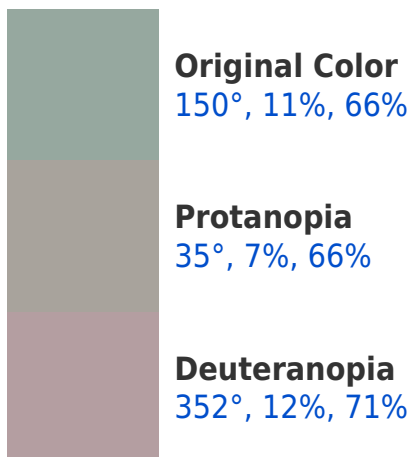 Original Color
150°, 11%, 66%
Protanopia
35°, 7%, 66%
Deuteranopia
352°, 12%, 71%